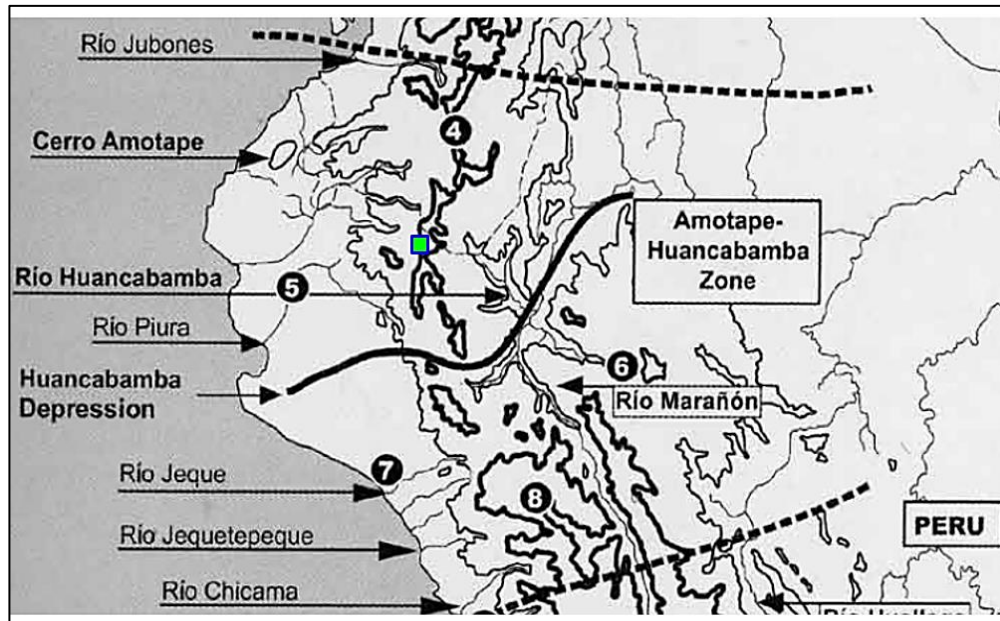 Río Jubones
4
Cerro Amotape
Amotape-
Huancabamba
Zone
Río Huancabamba
5
Río Piura
6
Huancabamba
Depression
Río Marañón
7
Río Jeque
8
PERU
Río Jequetepeque
Río Chicama